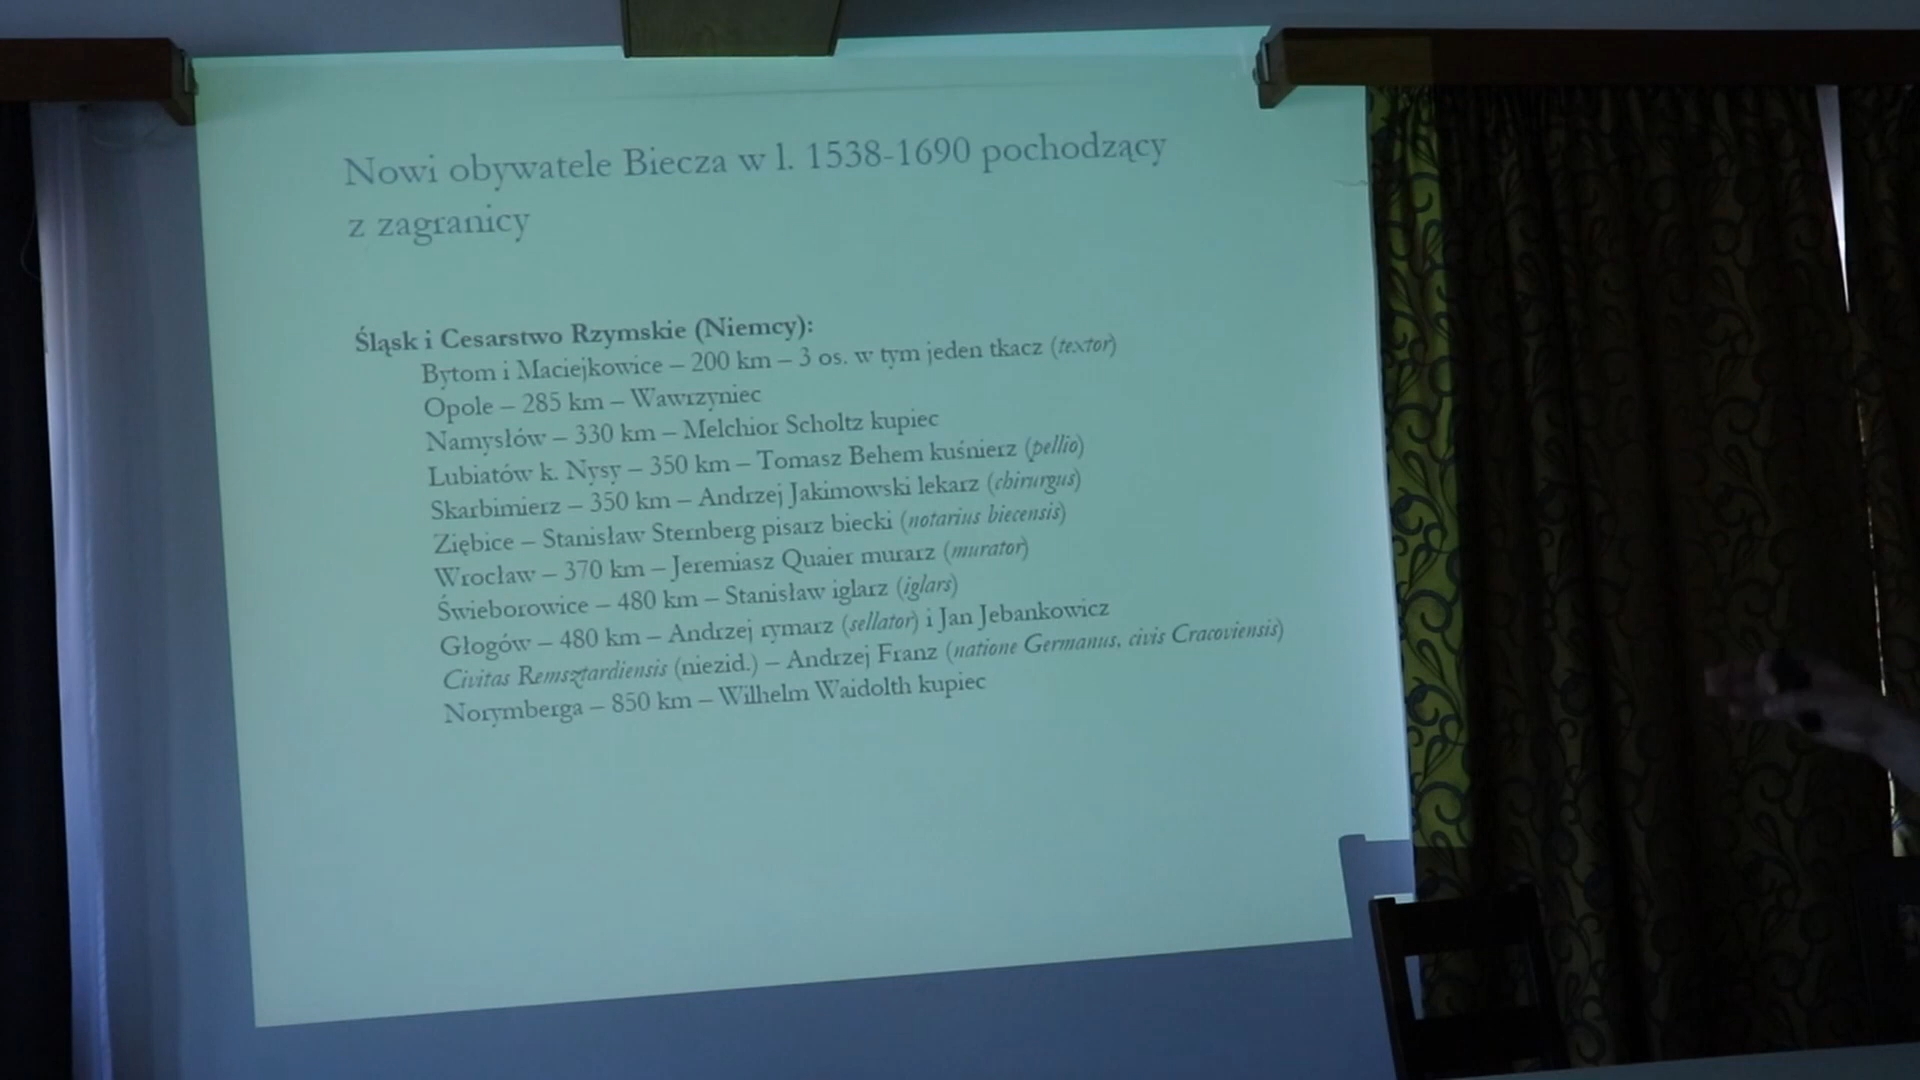 Nowi obywatele Biecza w l. 1538-1690 pochodzący
z zagranicy
Śląsk i Cesarstwo Rzymskie (Niemcy):
Bytom i Maciejkowice – 200 km – 3 os. w tym jeden tkacz (textor)
Opole – 285 km – Wawrzyniec
Namysłów – 330 km – Melchior Scholtz kupiec
Lubiatów k. Nysy – 350 km – Tomasz Behem kuśnierz (pellio)
Skarbimierz – 350 km – Andrzej Jakimowski lekarz (chirurgus)
Ziębice – Stanisław Sternberg pisarz biecki (notarius biecensis)
Wrocław – 370 km – Jeremiasz Quaier murarz (murator)
Świeborowice – 480 km – Stanisław iglarz (iglars)
Głogów – 480 km – Andrzej rymarz (sellator) i Jan Jebankowicz
Civitas Remsztardiensis (niezid.) – Andrzej Franz (natione Germanus, civis Cracoviensis)
Norymberga – 850 km – Wilhelm Waidolth kupiec